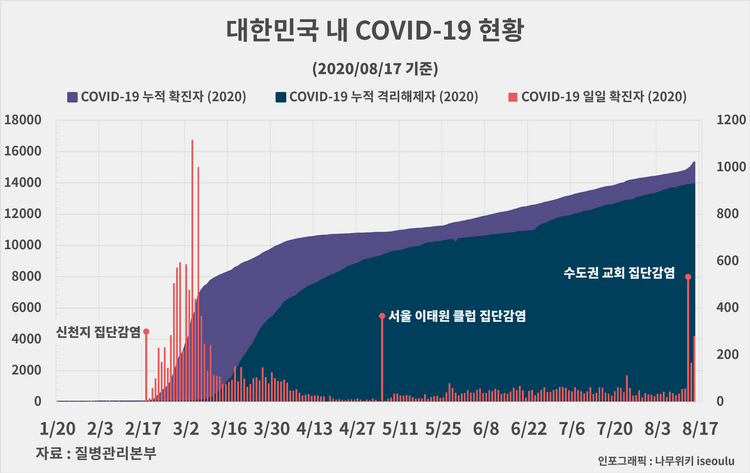 대한민국 내 COVID-19 현황
(2020/08/17 기준)
COVID-19 누적 확진자 (2020) COVID-19 누적 격리해제자 (2020) COVID-19 일일 확진자 (2020)
18000 1200
16000 1000
14000
12000 800
10000 600
수도권 교회 집단감염
8000
6000 400
서울 이태원 클럽 집단감염
신천지 집단감염
4000 200
2000
0 0
1/20 2/3 2/17 3/2 3/16 3/30 4/13 4/27 5/11 5/25 6/8 6/22 7/6 7/20 8/3 8/17
자료 : 질병관리본부
인포그래픽 : 나무위키 iseoulu